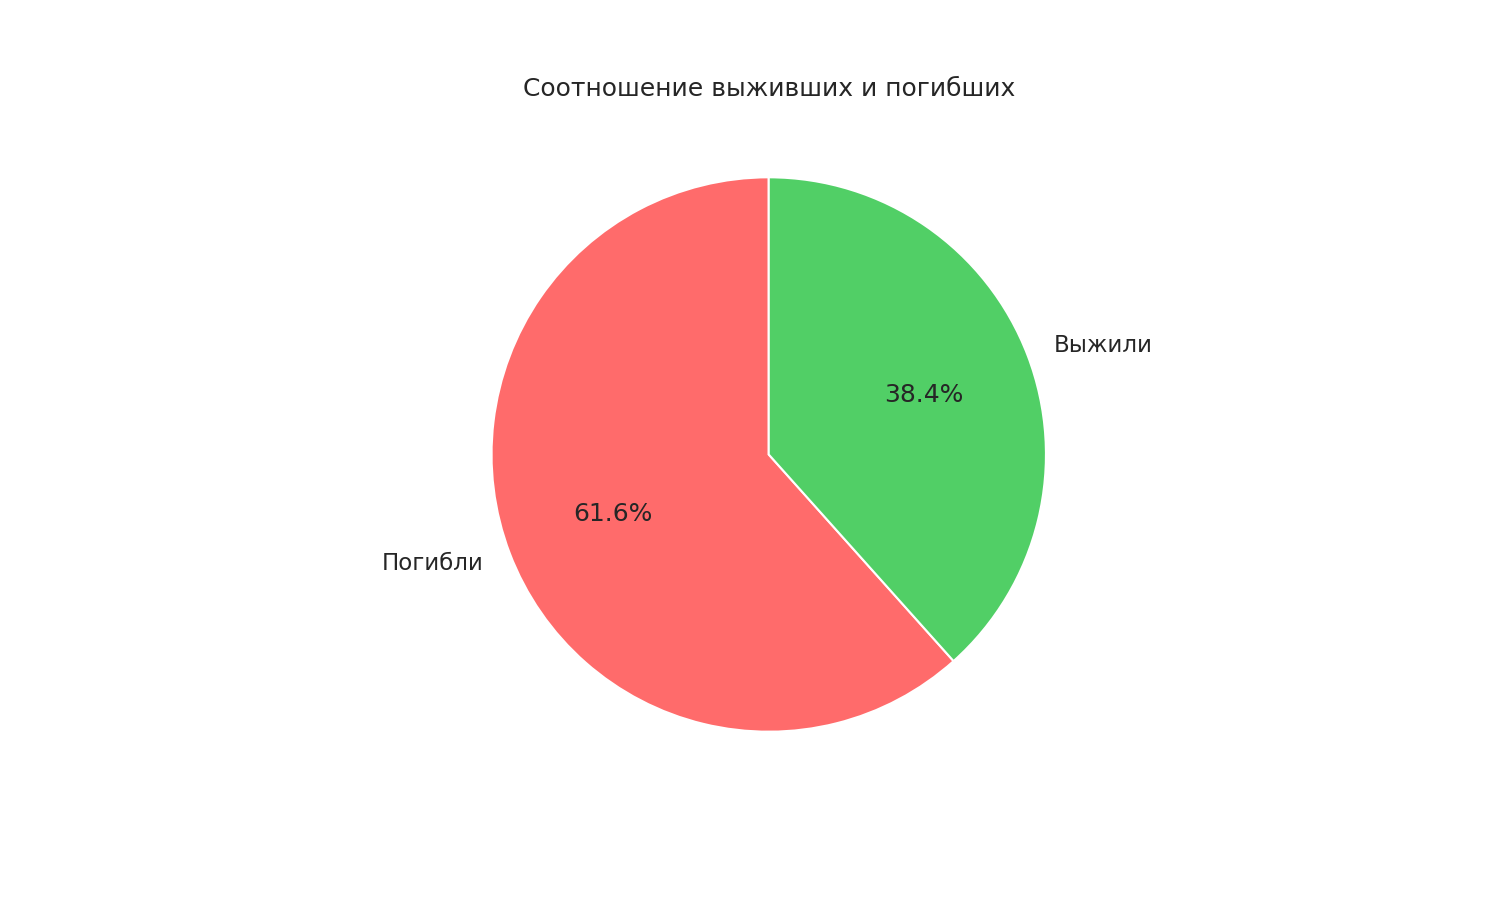 Соотношение выживших и погибших
Выжили
38.4%
61.6%
Погибли